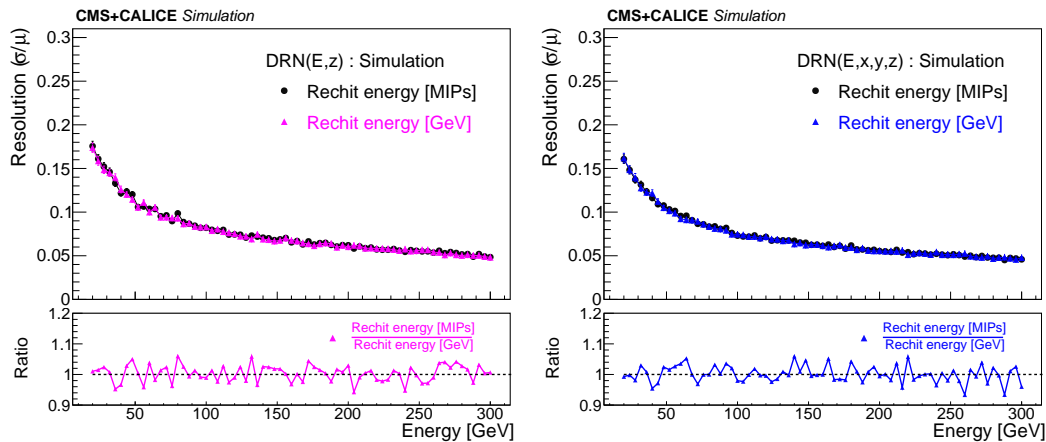 CMS+CALICE Simulation
Resolution (σ/μ)
0.3
0.25
0.2
0.15
0.1
0.05
0
DRN(E,z) : Simulation
Rechit energy [MIPs]
Rechit energy [GeV]
Ratio
1.2
1.1
1
0.9
Rechit energy [MIPs]
Rechit energy [GeV]
50
100
150
200
250
300
Energy [GeV]
CMS+CALICE Simulation
Resolution (σ/μ)
0.3
0.25
0.2
0.15
0.1
0.05
0
DRN(E,x,y,z) : Simulation
Rechit energy [MIPs]
Rechit energy [GeV]
Ratio
1.2
1.1
1
0.9
Rechit energy [MIPs]
Rechit energy [GeV]
50
100
150
200
250
300
Energy [GeV]